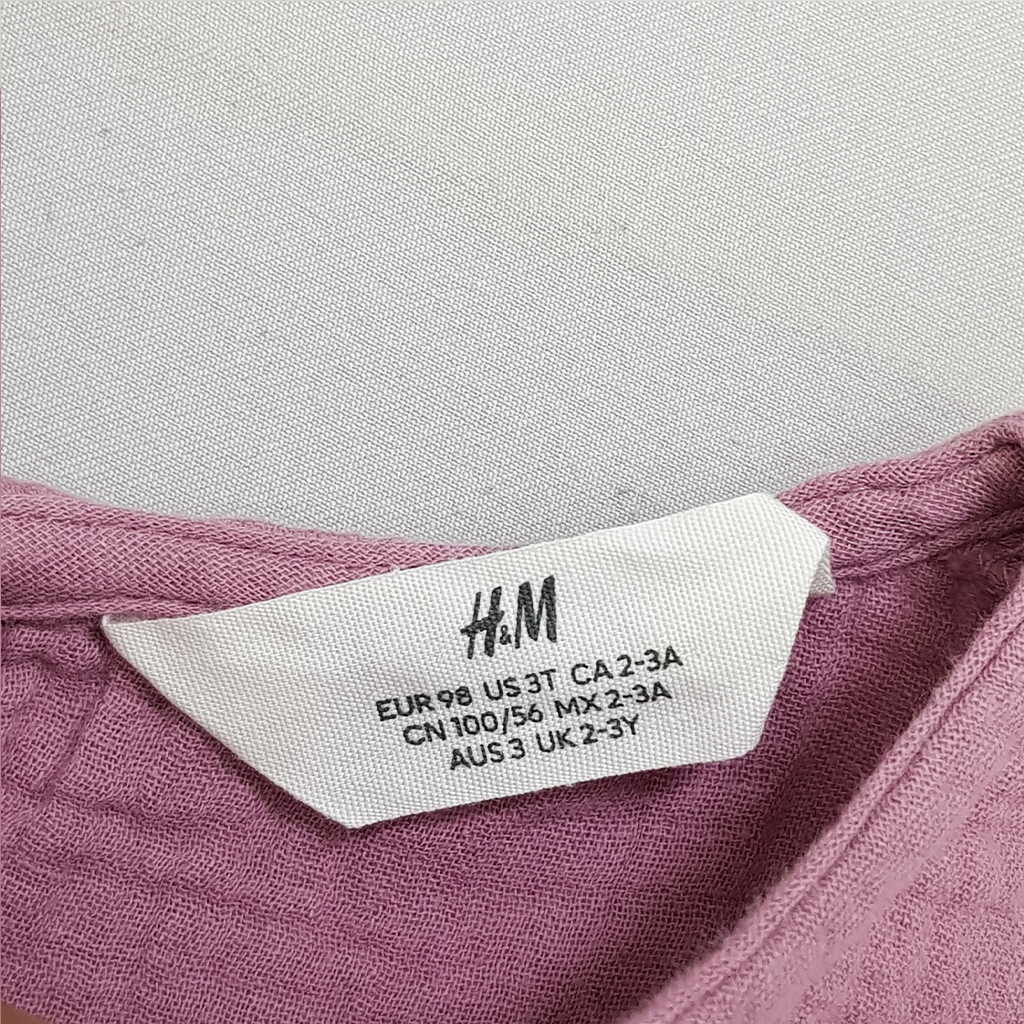 H&M
EUR 98 US 3T CA 2-3A
CN 100/56 MX 2-3A
AUS 3 UK 2-3Y